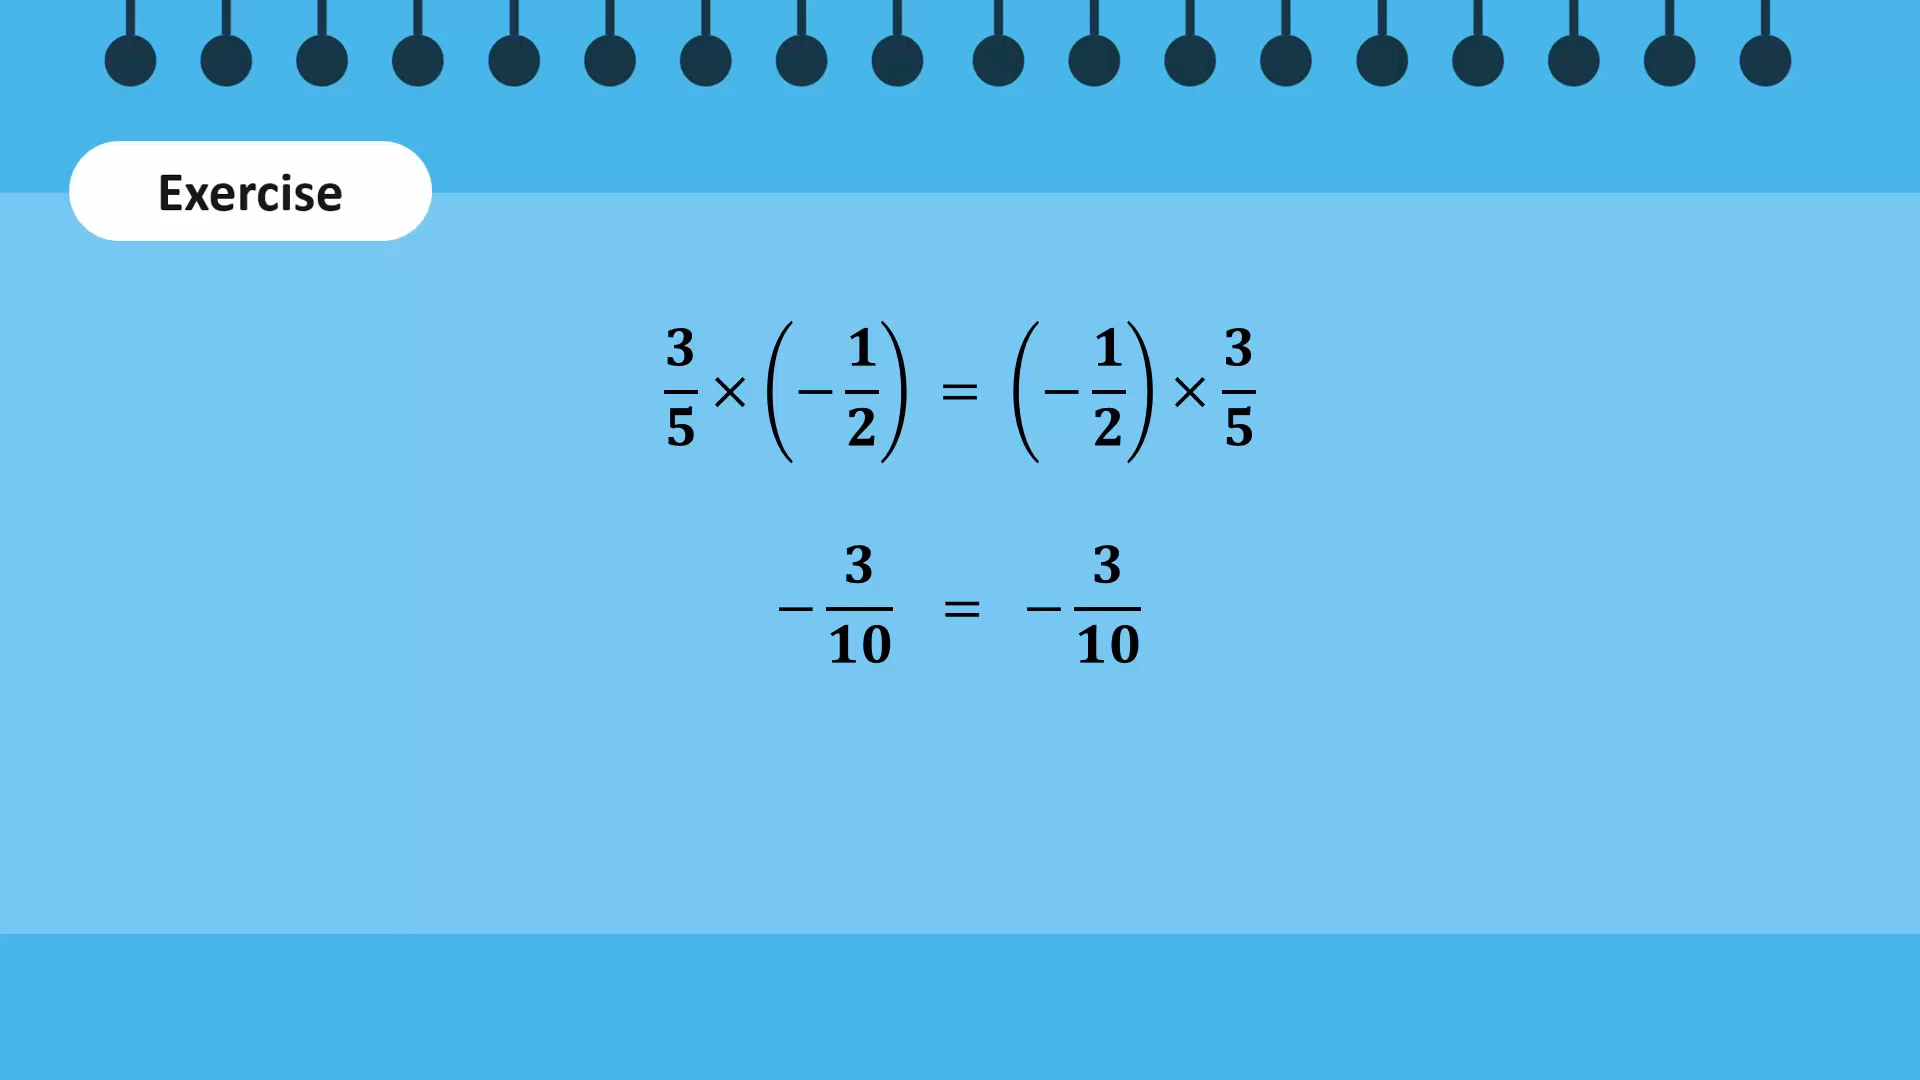 Exercise
3/5 × (−1/2) = (−1/2) × 3/5
−3/10 = −3/10